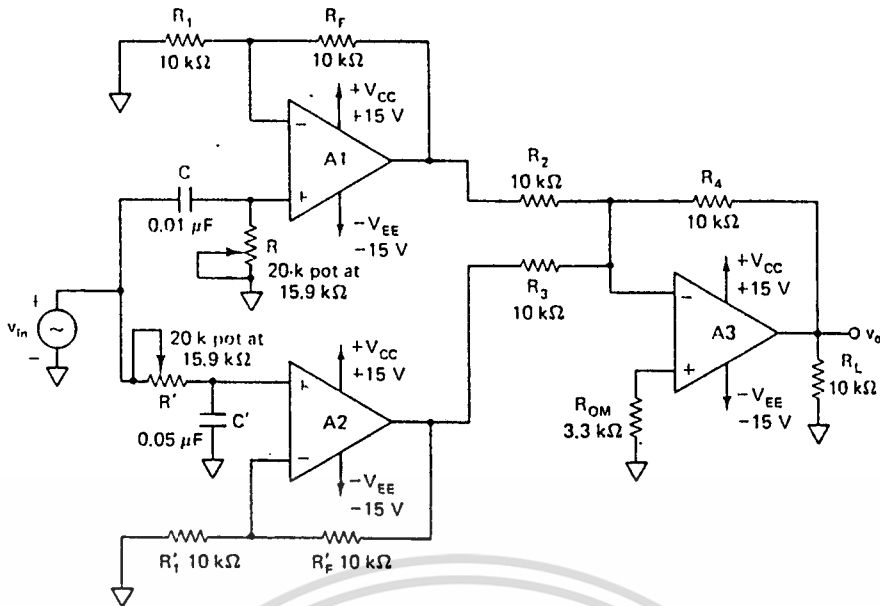 R1
10 kΩ
RF
10 kΩ
+VCC
+15 V
−
A1
+
−VEE
−15 V
C
0.01 μF
R
20-k pot at
15.9 kΩ
R2
10 kΩ
R4
10 kΩ
R3
10 kΩ
+VCC
+15 V
−
A3
+
−VEE
−15 V
vo
RL
10 kΩ
ROM
3.3 kΩ
+
vin
−
20 k pot at
15.9 kΩ
R'
C'
0.05 μF
+VCC
+15 V
+
A2
−
−VEE
−15 V
R'1 10 kΩ
R'F 10 kΩ